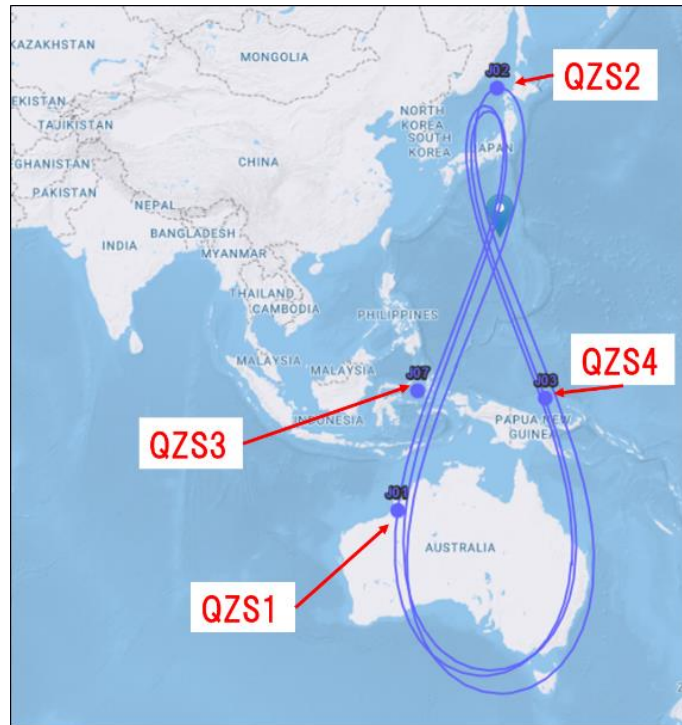 KAZAKHSTAN
MONGOLIA
J02
QZS2
EKISTAN
TAJIKISTAN
NORTH
KOREA
SOUTH
KOREA
APAN
GHANISTAN
CHINA
PAKISTAN
NEPAL
BANGLADESH
INDIA
MYANMAR
THAILAND
CAMBODIA
PHILIPPINES
QZS4
MALAYSIA
MALAYSIA
J07
J03
INDONESIA
PAPUA NEW
GUINEA
QZS3
J01
AUSTRALIA
QZS1